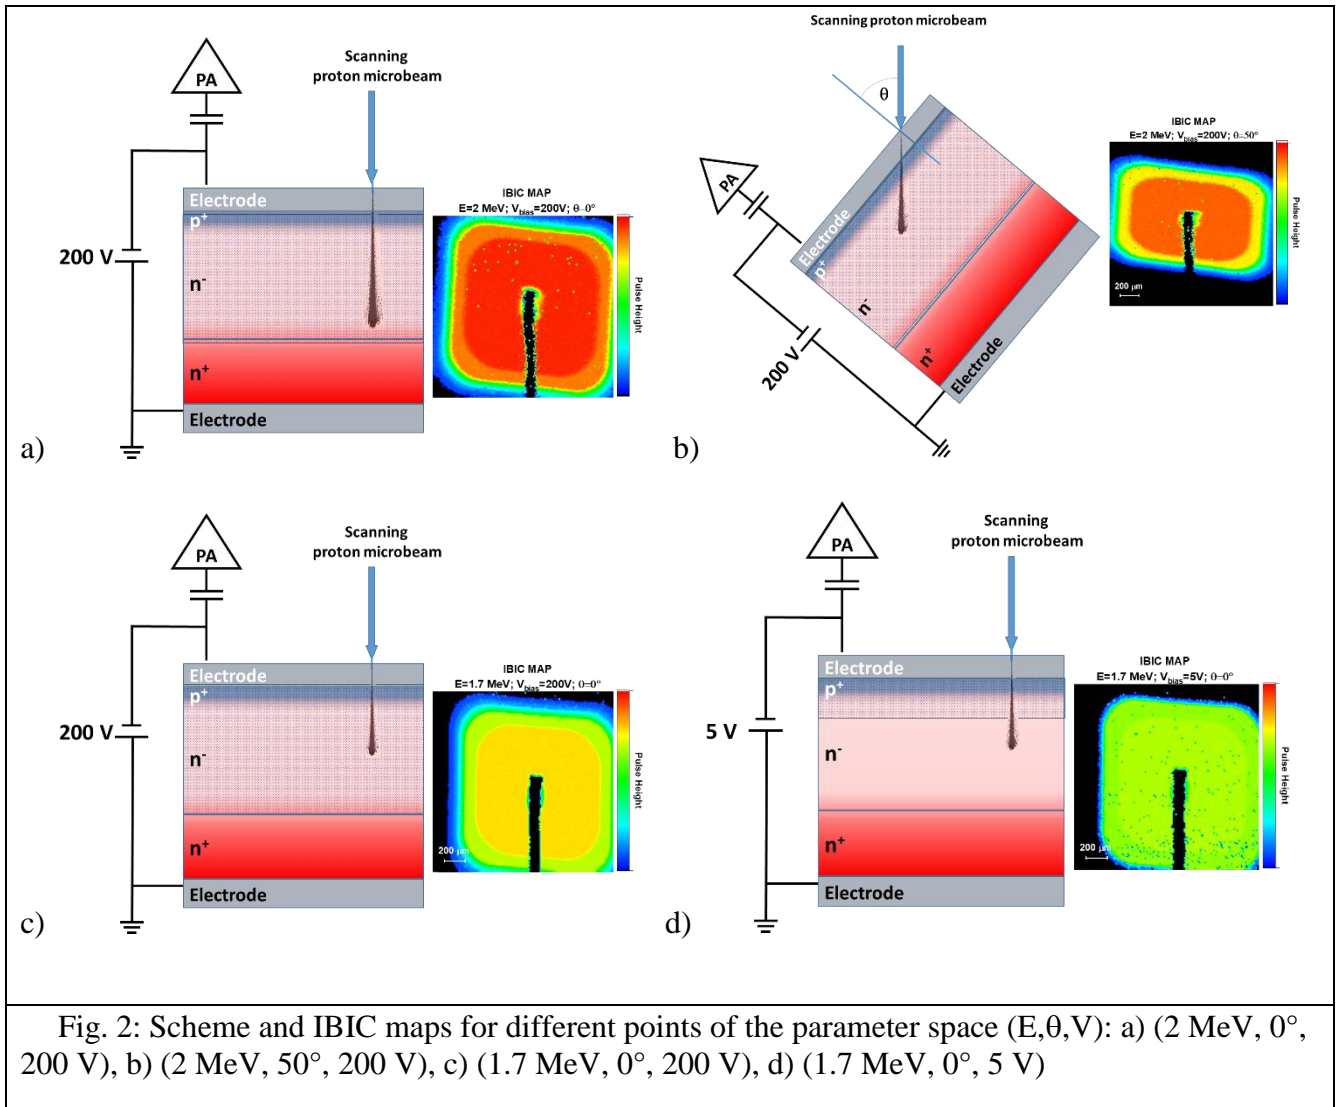 PA
Scanning
proton microbeam
200 V
Electrode
p+
n-
n+
Electrode
IBIC MAP
E=2 MeV; Vbias=200V; θ=0°
Pulse Height
a)
Scanning proton microbeam
θ
PA
200 V
Electrode
p+
n-
n+
Electrode
IBIC MAP
E=2 MeV; Vbias=200V; θ=50°
Pulse Height
200 μm
b)
PA
Scanning
proton microbeam
200 V
Electrode
p+
n-
n+
Electrode
IBIC MAP
E=1.7 MeV; Vbias=200V; θ=0°
Pulse Height
200 μm
c)
PA
Scanning
proton microbeam
5 V
Electrode
p+
n-
n+
Electrode
IBIC MAP
E=1.7 MeV; Vbias=5V; θ=0°
Pulse Height
200 μm
d)
Fig. 2: Scheme and IBIC maps for different points of the parameter space (E,θ,V): a) (2 MeV, 0°,
200 V), b) (2 MeV, 50°, 200 V), c) (1.7 MeV, 0°, 200 V), d) (1.7 MeV, 0°, 5 V)